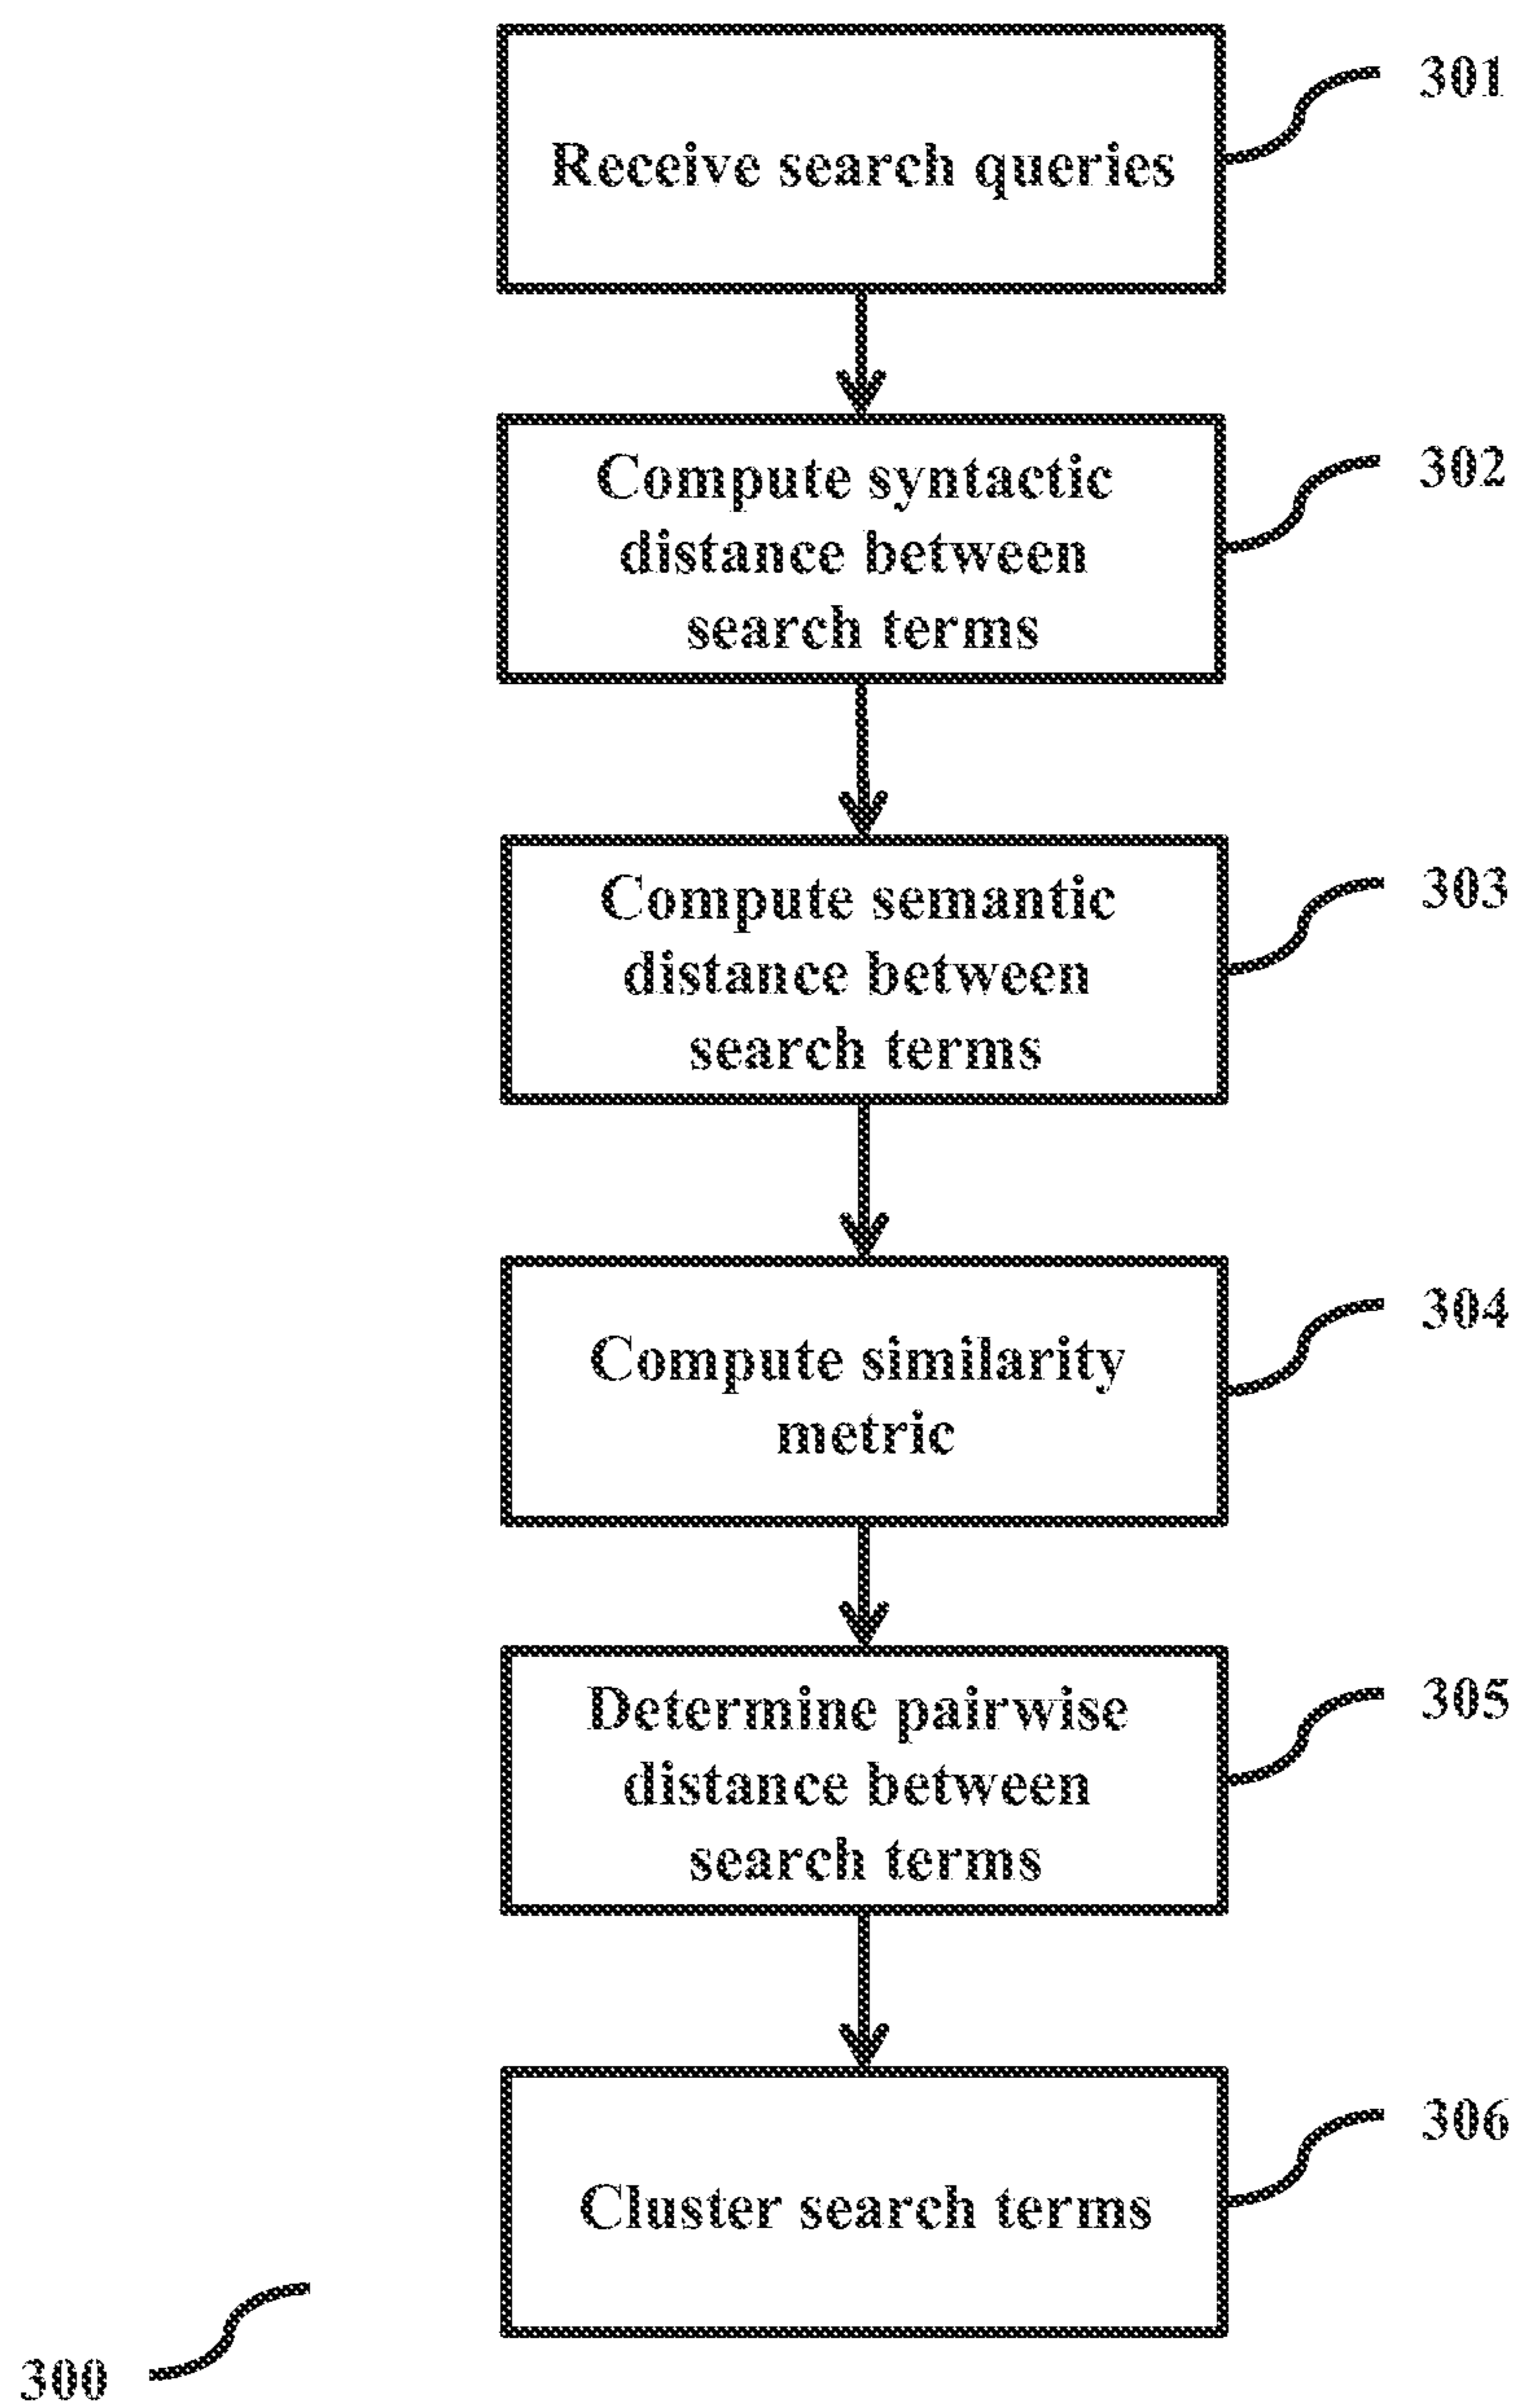 301
Receive search queries
302
Compute syntactic
distance between
search terms
303
Compute semantic
distance between
search terms
304
Compute similarity
metric
305
Determine pairwise
distance between
search terms
306
Cluster search terms
300